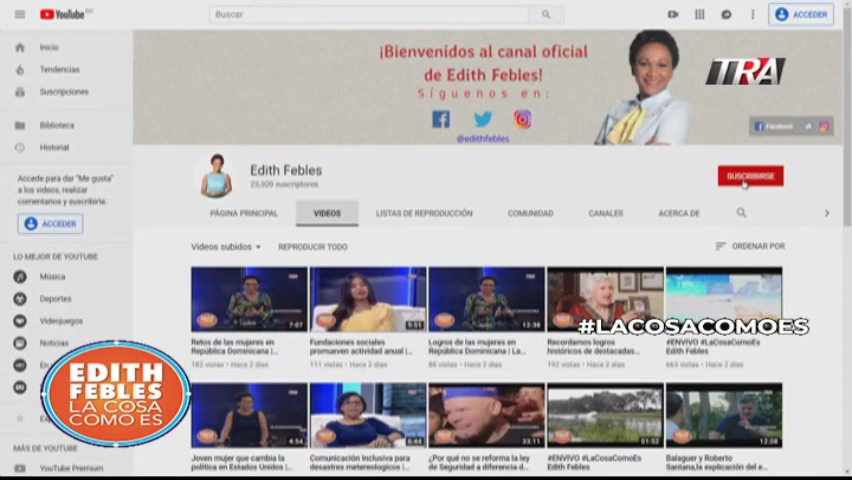 YouTube
Buscar
ACCEDER
Inicio
Tendencias
Suscripciones
Biblioteca
Historial
Accede para dar "Me gusta"
a los videos, realizar
comentarios y suscribirte.
ACCEDER
LO MEJOR DE YOUTUBE
Música
Deportes
Videojuegos
Noticias
MÁS DE YOUTUBE
YouTube Premium
¡Bienvenidos al canal oficial
de Edith Febles!
Síguenos en:
@edithfebles
Facebook
TRA
Edith Febles
23,309 suscriptores
SUSCRIBIRSE
PÁGINA PRINCIPAL
VIDEOS
LISTAS DE REPRODUCCIÓN
COMUNIDAD
CANALES
ACERCA DE
Videos subidos
REPRODUCIR TODO
ORDENAR POR
7:07
12:38
#LACOSACOMOES
Retos de las mujeres en
República Dominicana | La...
182 vistas • Hace 2 días
Fundaciones sociales
promueven actividad anual |...
111 vistas • Hace 2 días
Logros de las mujeres en
República Dominicana | La...
Hace 2 días
Recordamos logros
históricos de destacadas...
192 vistas • Hace 2 días
#ENVIVO #LaCosaComoEs
Edith Febles
663 vistas • Hace 2 días
4:54
6:44
33:11
51:52
12:08
Joven mujer que cambia la
política en Estados Unidos |...
Comunicación inclusiva para
desastres metereologicos |...
¿Por qué no se reforma la ley
de Seguridad a diferencia d...
#ENVIVO #LaCosaComoEs
Edith Febles
Balaguer y Roberto
Santana,la explicación del e...
EDITH
FEBLES
LA COSA
COMO ES